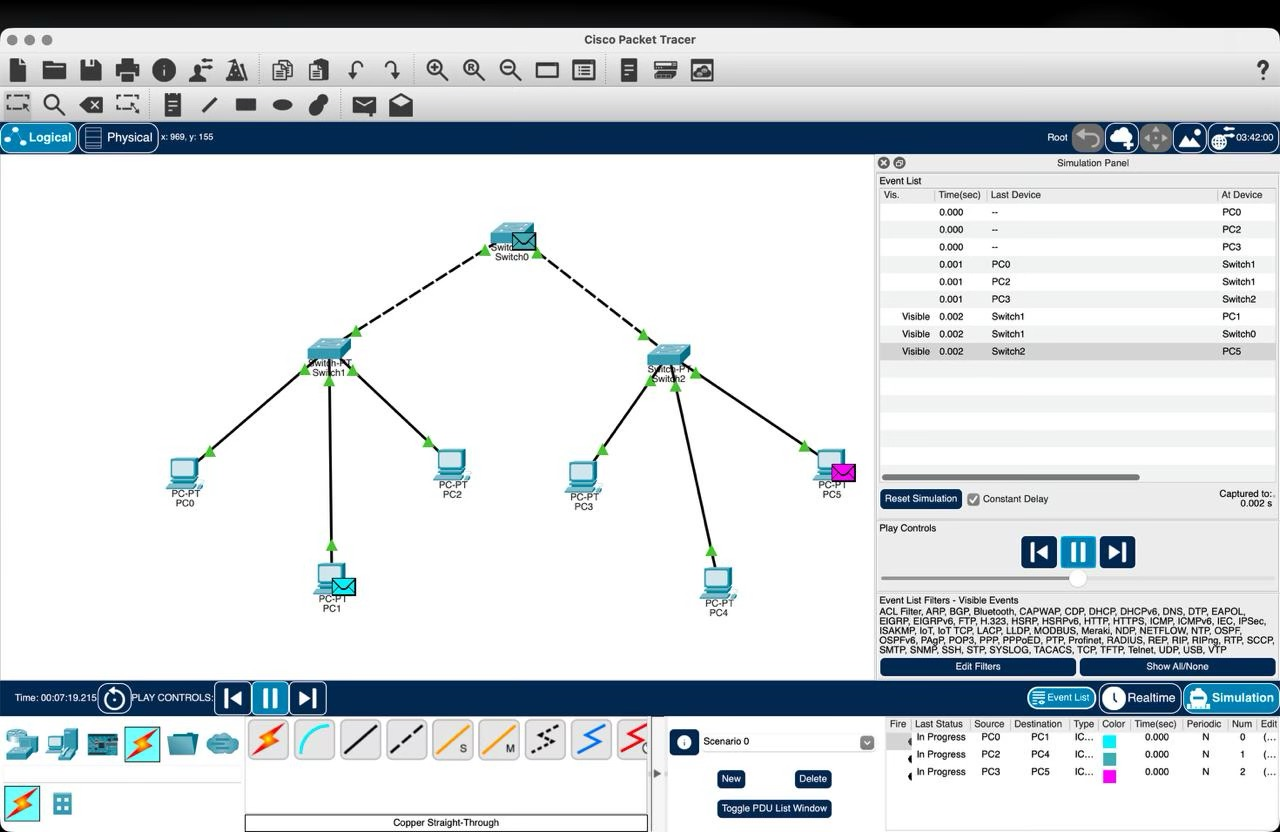 Cisco Packet Tracer
Logical Physical x: 969, y: 155 Root 03:42:00
Simulation Panel
Event List
Vis. Time(sec) Last Device At Device
0.000 -- PC0
0.000 -- PC2
0.000 -- PC3
0.001 PC0 Switch1
0.001 PC2 Switch1
0.001 PC3 Switch2
Visible 0.002 Switch1 PC1
Visible 0.002 Switch1 Switch0
Visible 0.002 Switch2 PC5
Switch0
Switch-PT
Switch1
Switch-PT
Switch2
PC-PT
PC0
PC-PT
PC2
PC-PT
PC3
PC-PT
PC5
PC-PT
PC1
PC-PT
PC4
Reset Simulation Constant Delay Captured to:.
0.002 s
Play Controls
Event List Filters - Visible Events
ACL Filter, ARP, BGP, Bluetooth, CAPWAP, CDP, DHCP, DHCPv6, DNS, DTP, EAPOL,
EIGRP, EIGRPv6, FTP, H.323, HSRP, HSRPv6, HTTP, HTTPS, ICMP, ICMPv6, IEC, IPSec,
ISAKMP, IoT, IoT TCP, LACP, LLDP, MODBUS, Meraki, NDP, NETFLOW, NTP, OSPF,
OSPFv6, PAgP, POP3, PPP, PPPoED, PTP, Profinet, RADIUS, REP, RIP, RIPng, RTP, SCCP,
SMTP, SNMP, SSH, STP, SYSLOG, TACACS, TCP, TFTP, Telnet, UDP, USB, VTP
Edit Filters Show All/None
Time: 00:07:19.215 PLAY CONTROLS: Event List Realtime Simulation
S M
Scenario 0
New Delete
Toggle PDU List Window
Fire Last Status Source Destination Type Color Time(sec) Periodic Num Edit
In Progress PC0 PC1 IC... 0.000 N 0 (...
In Progress PC2 PC4 IC... 0.000 N 1 (...
In Progress PC3 PC5 IC... 0.000 N 2 (...
Copper Straight-Through